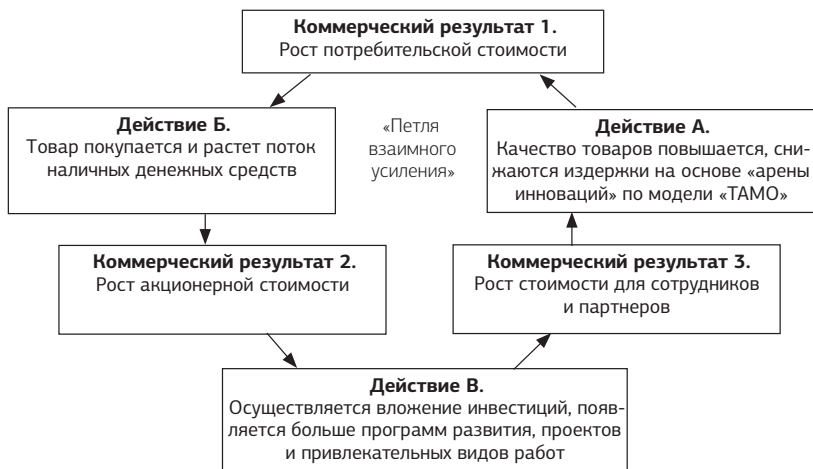 Коммерческий результат 1.
Рост потребительской стоимости
Действие Б.
Товар покупается и растет поток
наличных денежных средств
«Петля
взаимного
усиления»
Действие А.
Качество товаров повышается, сни-
жаются издержки на основе «арены
инноваций» по модели «ТАМО»
Коммерческий результат 2.
Рост акционерной стоимости
Коммерческий результат 3.
Рост стоимости для сотрудников
и партнеров
Действие В.
Осуществляется вложение инвестиций, появ-
ляется больше программ развития, проектов
и привлекательных видов работ